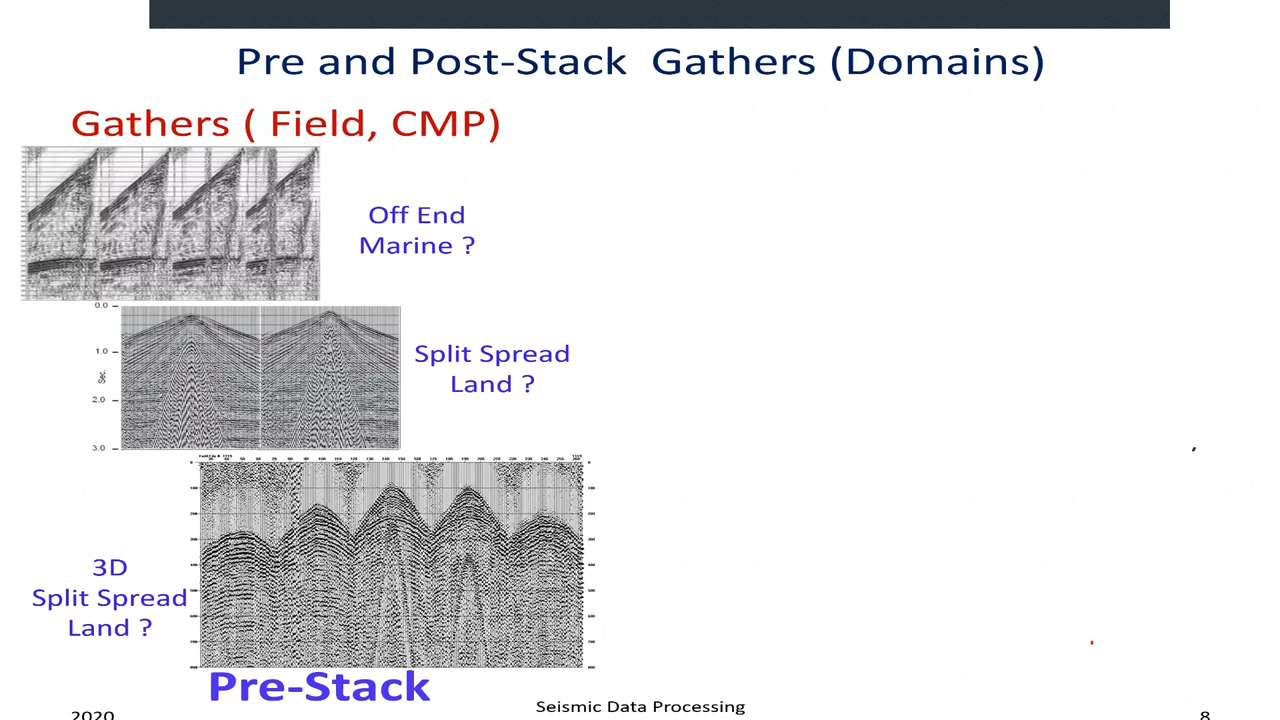 Pre and Post-Stack Gathers (Domains)
Gathers ( Field, CMP)
Off End
Marine ?
0.0
1.0
Sec.
2.0
3.0
Split Spread
Land ?
3D
Split Spread
Land ?
Pre-Stack
2020
Seismic Data Processing
8